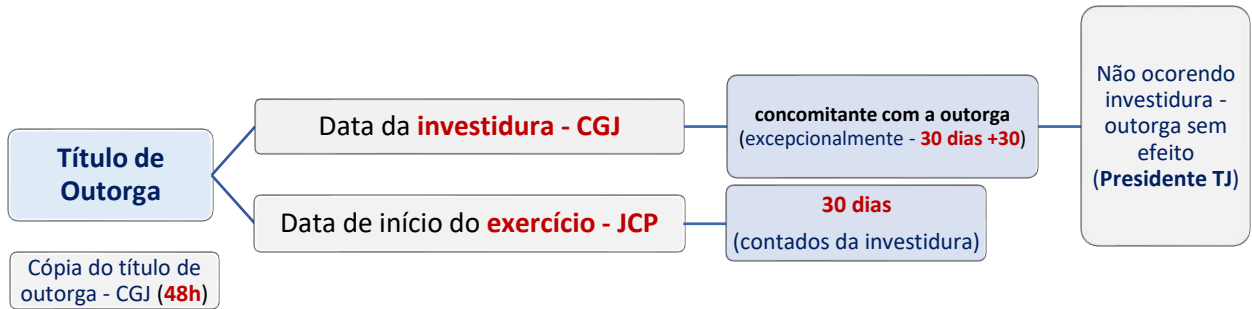 Título de
Outorga
Cópia do título de
outorga - CGJ (48h)
Data da investidura - CGJ
Data de início do exercício - JCP
concomitante com a outorga
(excepcionalmente - 30 dias +30)
30 dias
(contados da investidura)
Não ocorendo
investidura -
outorga sem
efeito
(Presidente TJ)